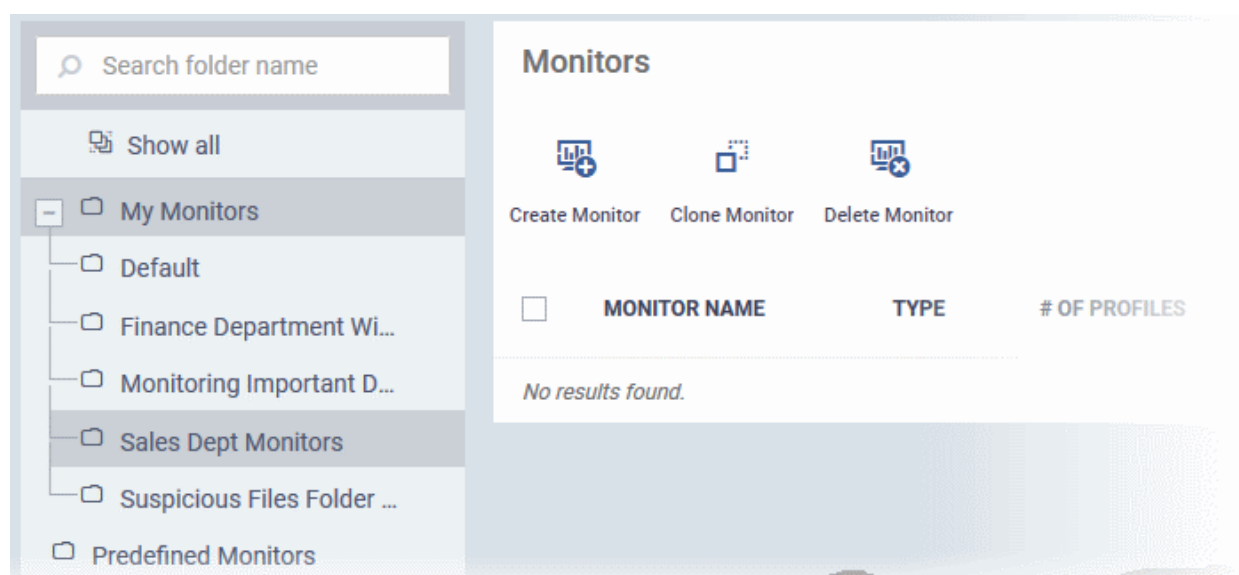 Search folder name
Show all
My Monitors
Default
Finance Department Wi...
Monitoring Important D...
Sales Dept Monitors
Suspicious Files Folder ...
Predefined Monitors
Monitors
Create Monitor Clone Monitor Delete Monitor
MONITOR NAME TYPE # OF PROFILES
No results found.